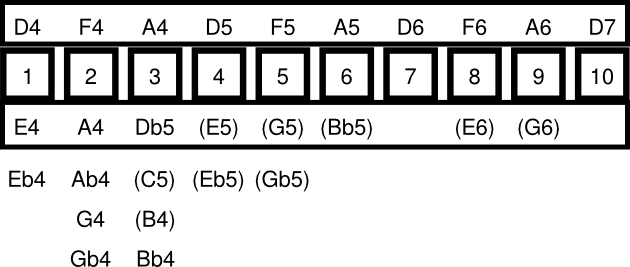 D4 F4 A4 D5 F5 A5 D6 F6 A6 D7
1 2 3 4 5 6 7 8 9 10
E4 A4 Db5 (E5) (G5) (Bb5) (E6) (G6)
Eb4 Ab4 (C5) (Eb5) (Gb5)
G4 (B4)
Gb4 Bb4